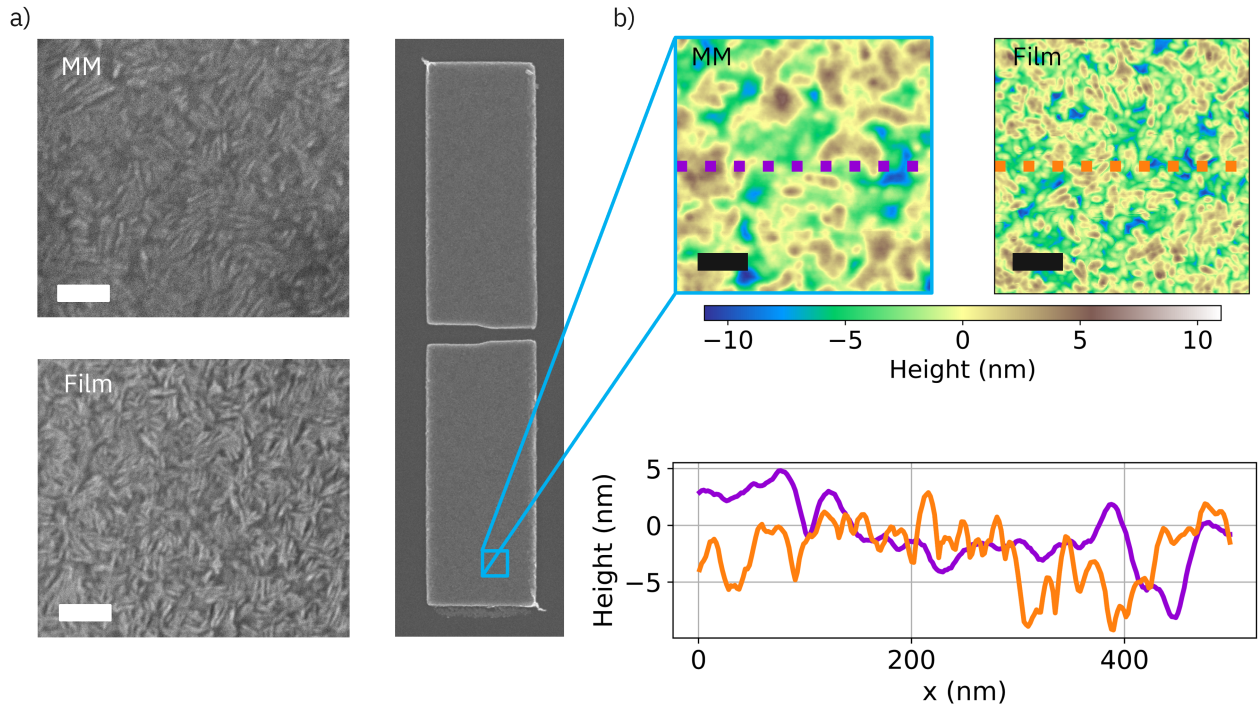 a)
MM
Film
b)
MM
Film
−10 −5 0 5 10
Height (nm)
Height (nm)
5
0
−5
0 200 400
x (nm)